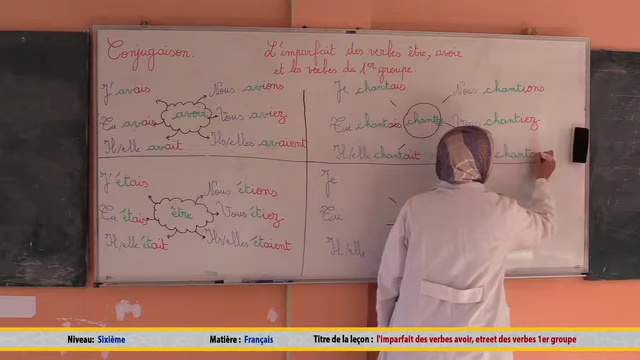 Conjugaison. L'imparfait des verbes être, avoir
et les verbes du 1er groupe.
J'avais Nous avions
avoir
Tu avais Vous aviez
Il/elle avait Ils/elles avaient
Je chantais Nous chantions
Tu chantais chanter Vous chantiez
Il/elle chantait chanta
J'étais Nous étions
Tu étais être Vous étiez
Il/elle était Ils/elles étaient
Je
Tu
Il/elle
Niveau: Sixième Matière : Français Titre de la leçon : l'imparfait des verbes avoir, etreet des verbes 1er groupe